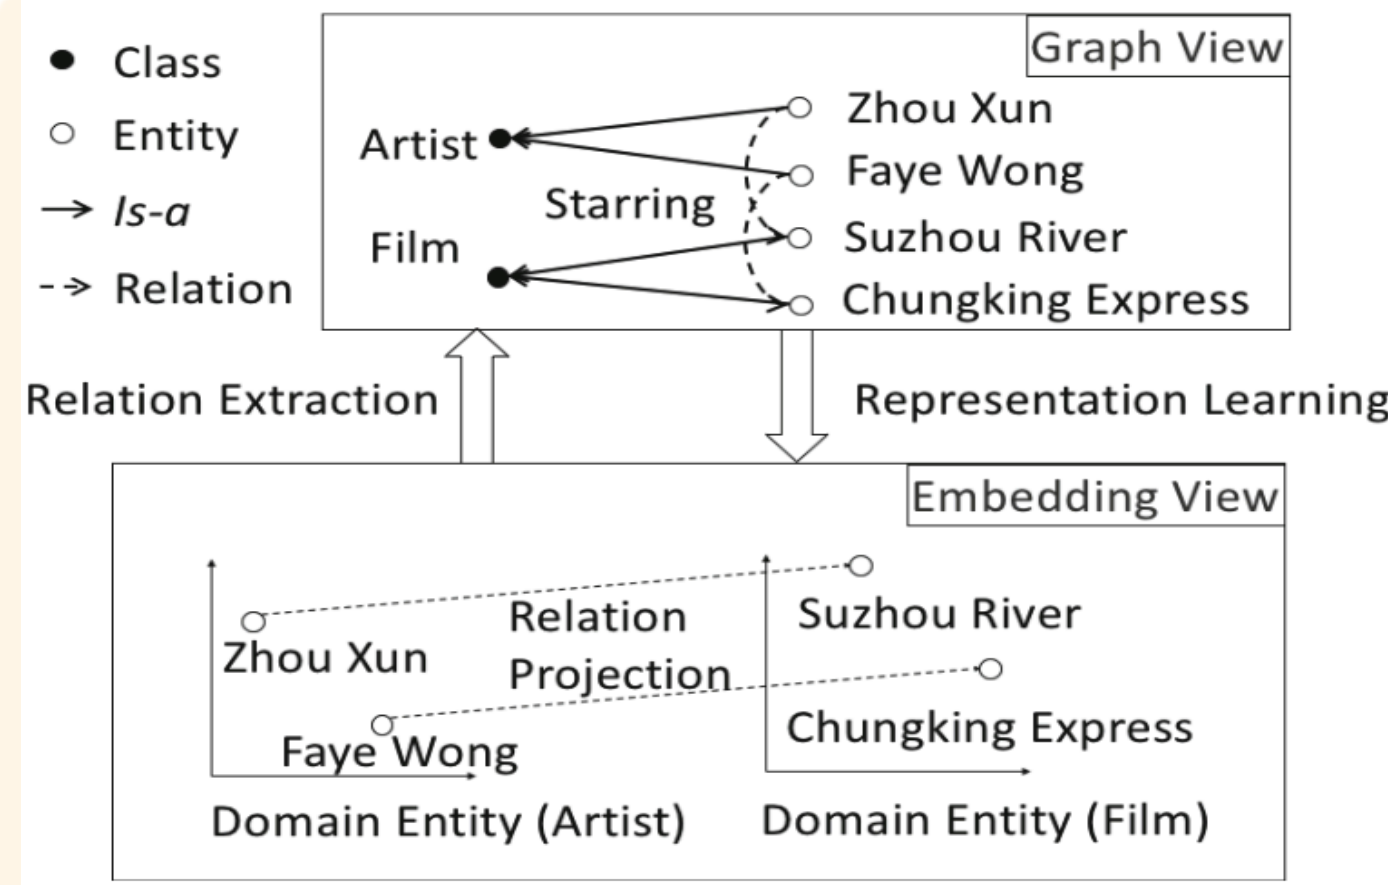 Class
Entity
Is-a
Relation
Graph View
Artist
Film
Starring
Zhou Xun
Faye Wong
Suzhou River
Chungking Express
Relation Extraction
Representation Learning
Embedding View
Zhou Xun
Faye Wong
Relation
Projection
Suzhou River
Chungking Express
Domain Entity (Artist)
Domain Entity (Film)